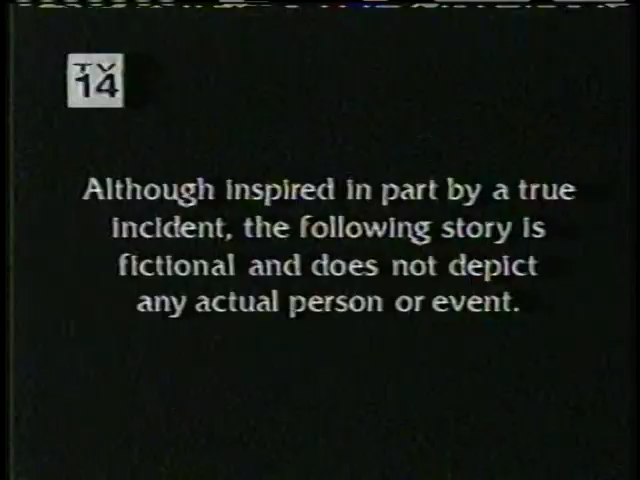 TV
14
Although inspired in part by a true
incident, the following story is
fictional and does not depict
any actual person or event.